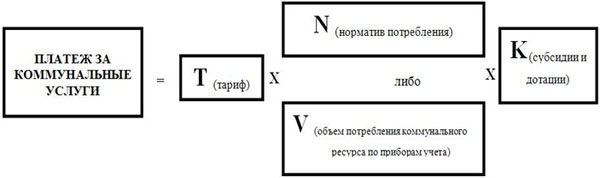 ПЛАТЕЖ ЗА
КОММУНАЛЬНЫЕ
УСЛУГИ
=
T (тариф)
X
N (норматив потребления)
либо
V (объем потребления коммунального
ресурса по приборам учета)
X
K (субсидии и
дотации)